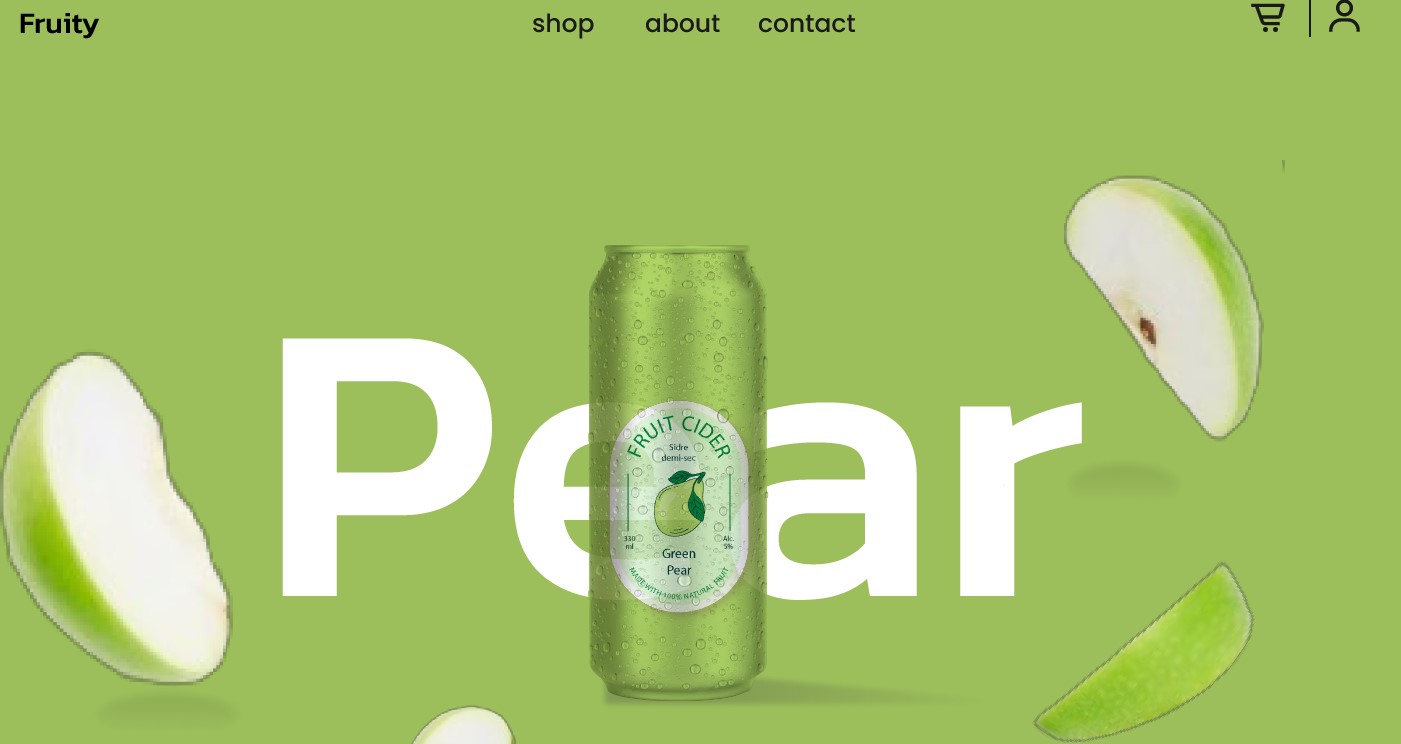 Fruity
shop about contact
Pear
FRUIT CIDER
Sidre
demi-sec
330
ml
Alc.
5%
Green
Pear
MADE WITH 100% NATURAL FRUIT